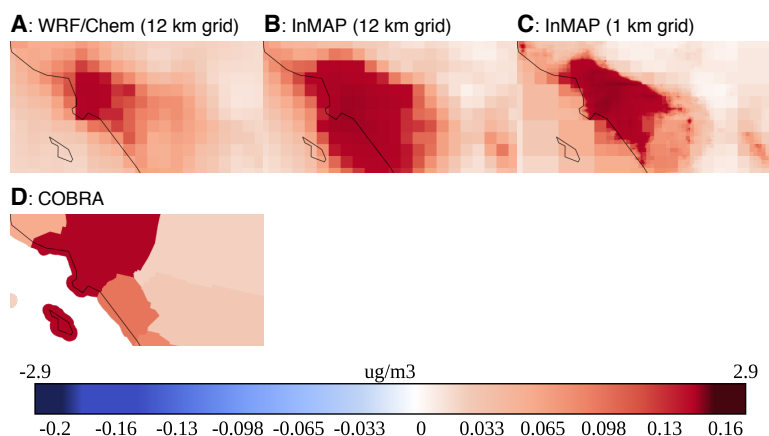 A: WRF/Chem (12 km grid) B: InMAP (12 km grid) C: InMAP (1 km grid)
D: COBRA
-2.9 ug/m3 2.9
-0.2 -0.16 -0.13 -0.098 -0.065 -0.033 0 0.033 0.065 0.098 0.13 0.16